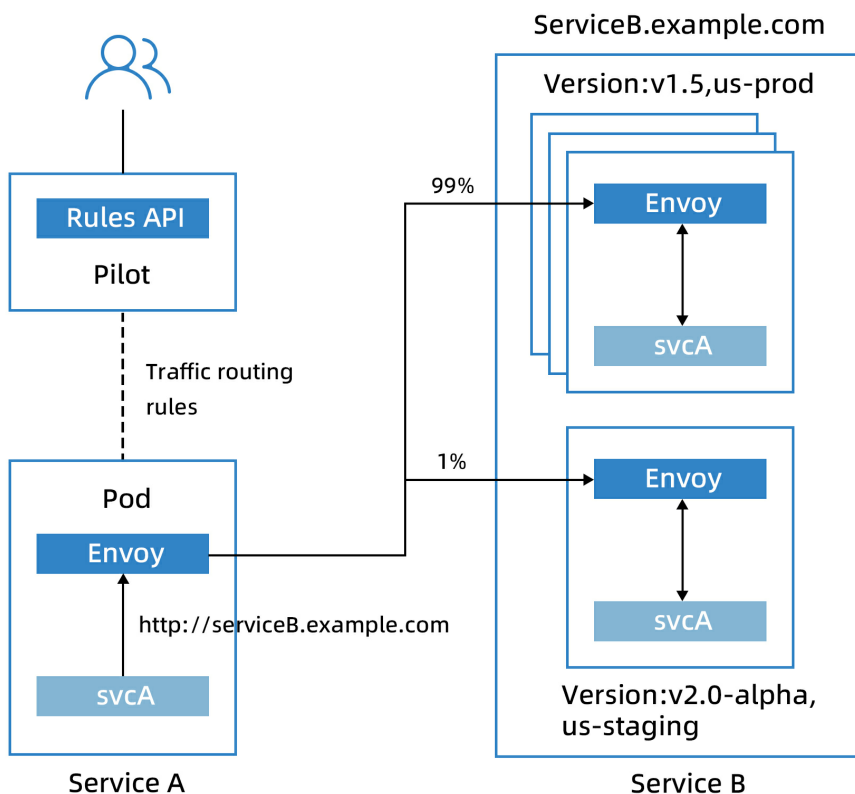 ServiceB.example.com
Version:v1.5,us-prod
99%
Envoy
Rules API
Pilot
svcA
Traffic routing
rules
1%
Envoy
Pod
Envoy
http://serviceB.example.com
svcA
svcA
Version:v2.0-alpha,
us-staging
Service A
Service B